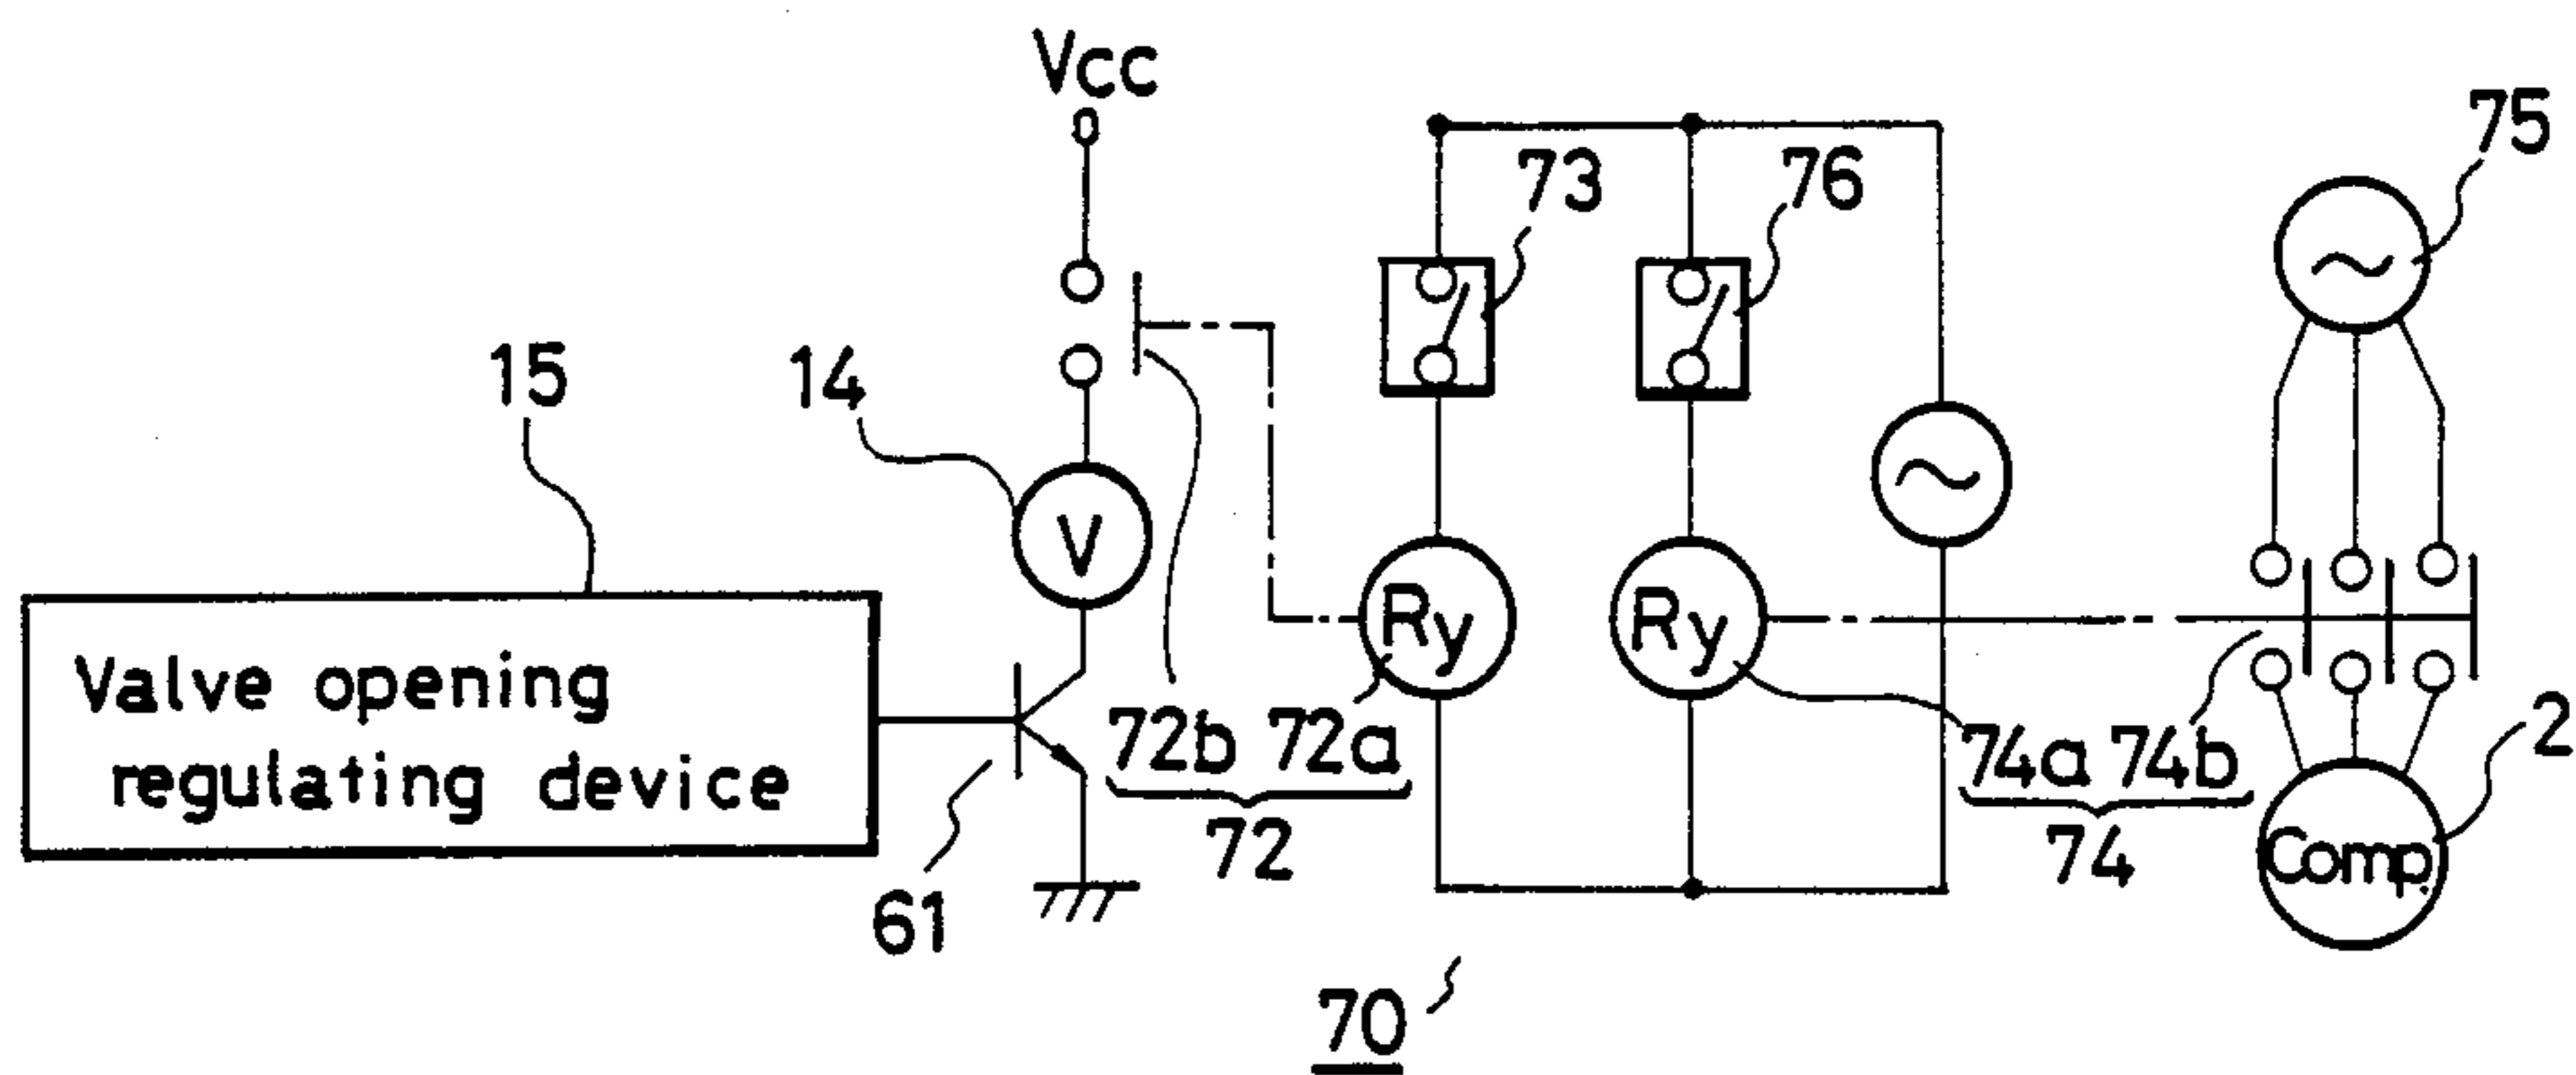 Vcc
75
73
76
15
14
V
Ry
Ry
Valve opening
regulating device
72b 72a
74a 74b
2
72
74
Comp.
61
70